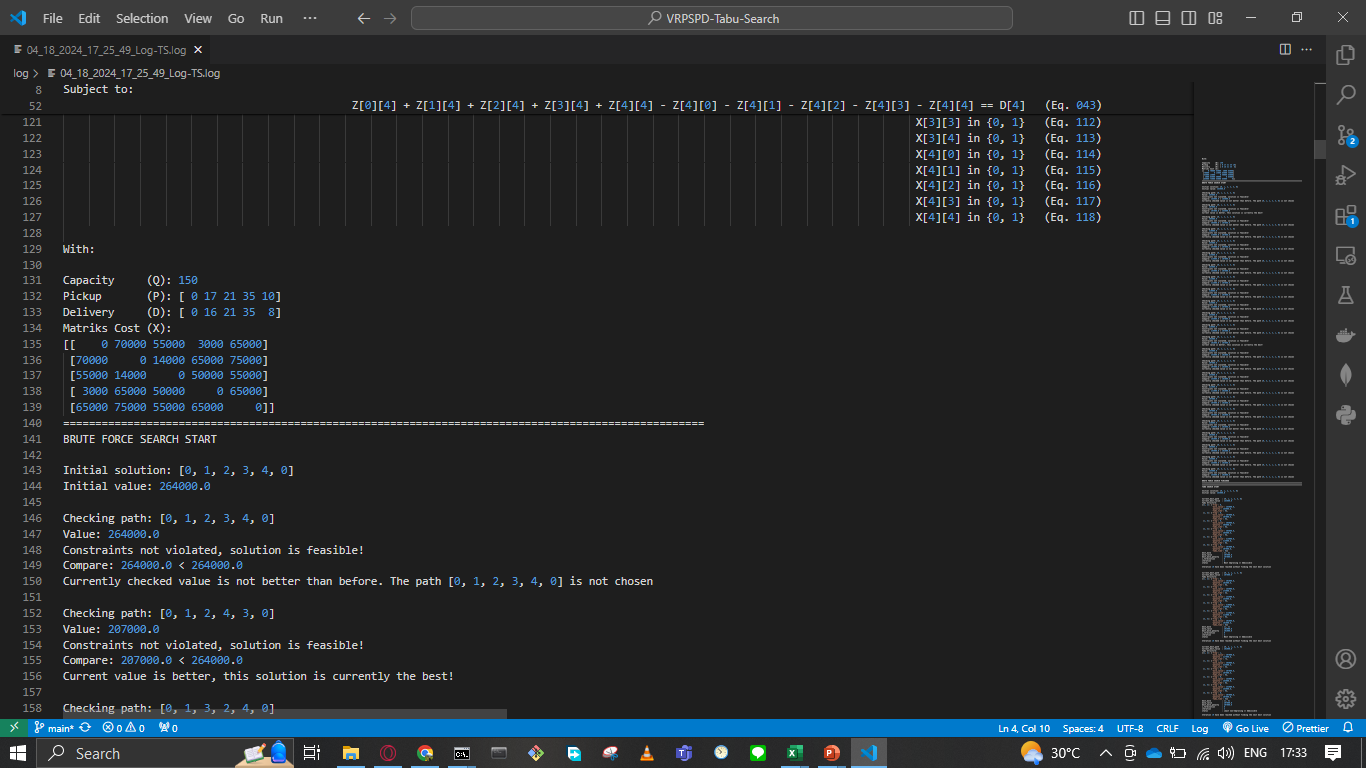 File Edit Selection View Go Run ··· VRPSPD-Tabu-Search
04_18_2024_17_25_49_Log-TS.log
log > 04_18_2024_17_25_49_Log-TS.log
8 Subject to:
52 Z[0][4] + Z[1][4] + Z[2][4] + Z[3][4] + Z[4][4] - Z[4][0] - Z[4][1] - Z[4][2] - Z[4][3] - Z[4][4] == D[4] (Eq. 043)
121 X[3][3] in {0, 1} (Eq. 112)
122 X[3][4] in {0, 1} (Eq. 113)
123 X[4][0] in {0, 1} (Eq. 114)
124 X[4][1] in {0, 1} (Eq. 115)
125 X[4][2] in {0, 1} (Eq. 116)
126 X[4][3] in {0, 1} (Eq. 117)
127 X[4][4] in {0, 1} (Eq. 118)
128
129 With:
130
131 Capacity (Q): 150
132 Pickup (P): [ 0 17 21 35 10]
133 Delivery (D): [ 0 16 21 35 8]
134 Matriks Cost (X):
135 [[ 0 70000 55000 3000 65000]
136 [70000 0 14000 65000 75000]
137 [55000 14000 0 50000 55000]
138 [ 3000 65000 50000 0 65000]
139 [65000 75000 55000 65000 0]]
140 ====================================================================================================
141 BRUTE FORCE SEARCH START
142
143 Initial solution: [0, 1, 2, 3, 4, 0]
144 Initial value: 264000.0
145
146 Checking path: [0, 1, 2, 3, 4, 0]
147 Value: 264000.0
148 Constraints not violated, solution is feasible!
149 Compare: 264000.0 < 264000.0
150 Currently checked value is not better than before. The path [0, 1, 2, 3, 4, 0] is not chosen
151
152 Checking path: [0, 1, 2, 4, 3, 0]
153 Value: 207000.0
154 Constraints not violated, solution is feasible!
155 Compare: 207000.0 < 264000.0
156 Current value is better, this solution is currently the best!
157
158 Checking path: [0, 1, 3, 2, 4, 0]
2
1
main* 0 0 0 Ln 4, Col 10 Spaces: 4 UTF-8 CRLF Log Go Live Prettier
Search 30°C ENG 17:33